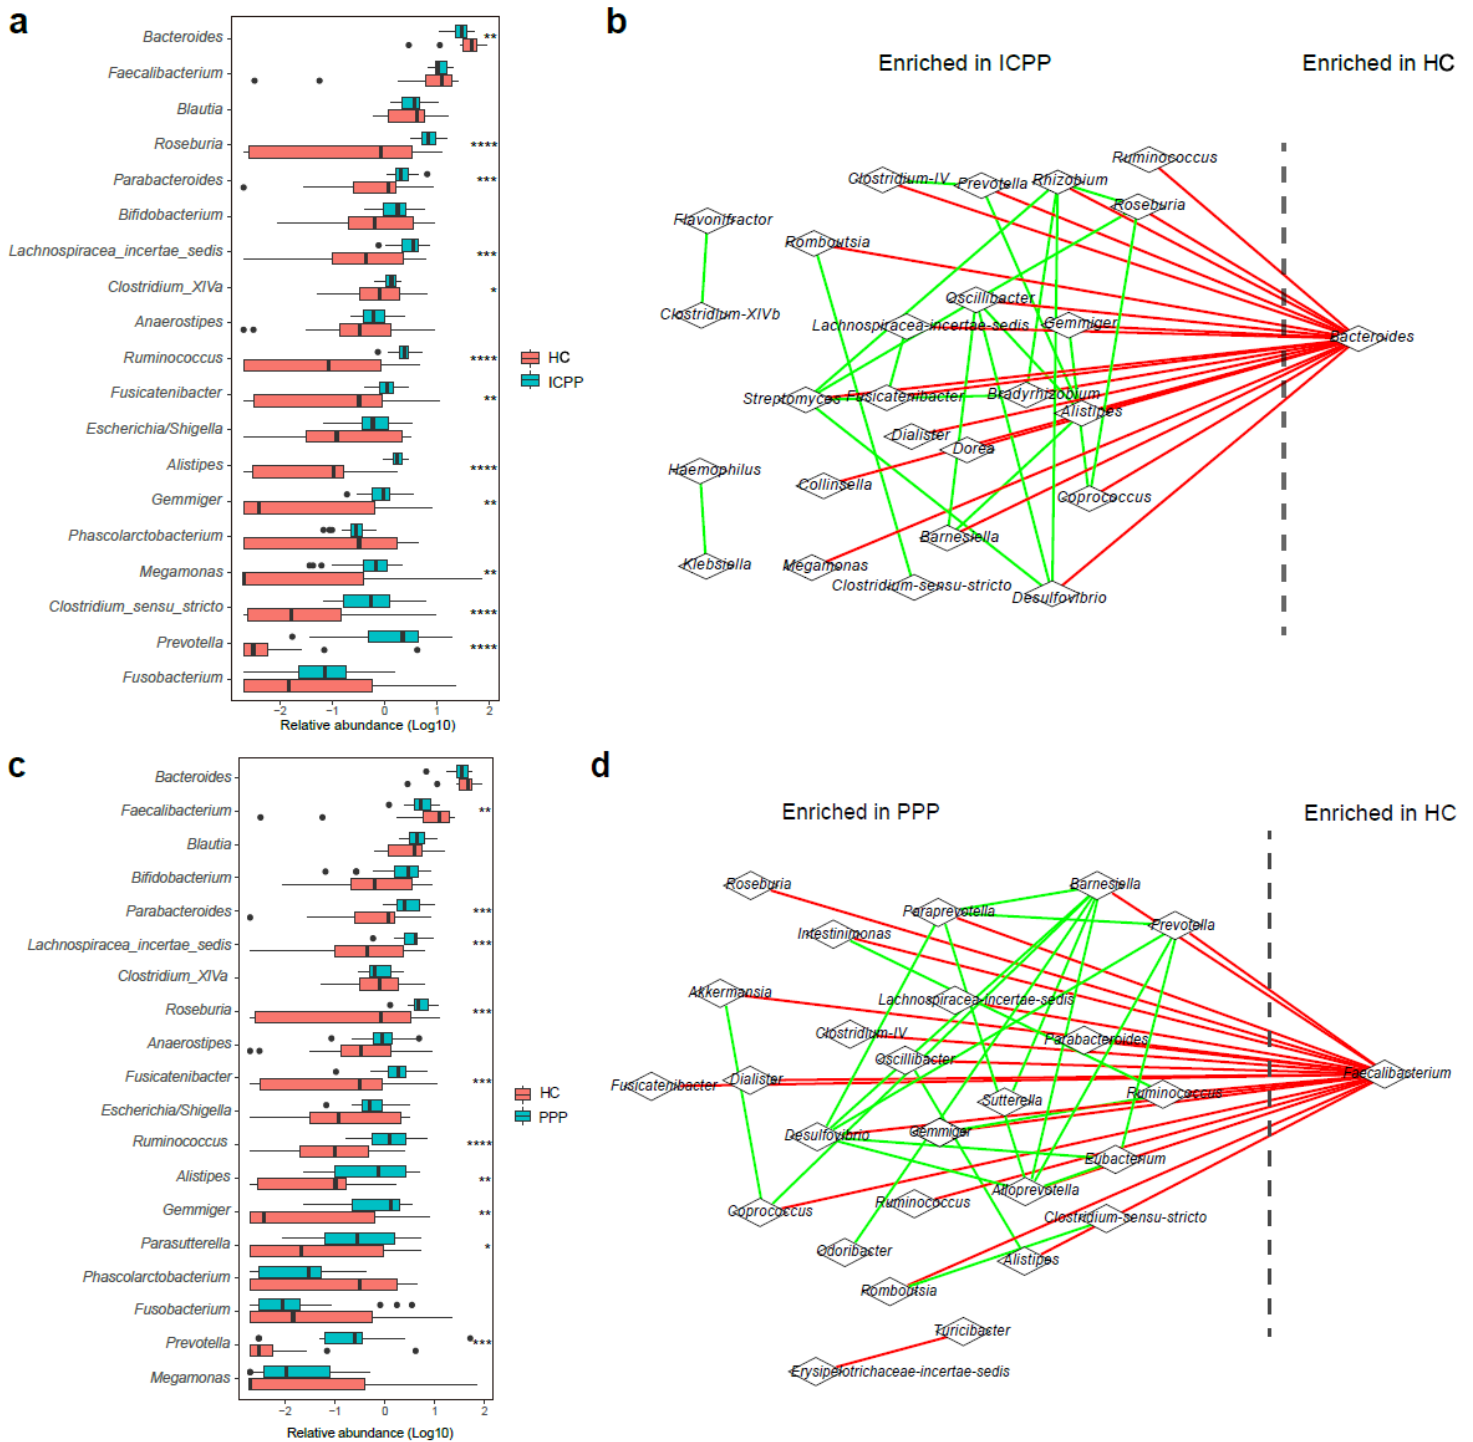 a
Bacteroides
**
Faecalibacterium
Blautia
Roseburia
****
Parabacteroides
***
Bifidobacterium
Lachnospiracea_incertae_sedis
***
Clostridium_XIVa
*
Anaerostipes
Ruminococcus
****
Fusicatenibacter
**
Escherichia/Shigella
Alistipes
****
Gemmiger
**
Phascolarctobacterium
Megamonas
**
Clostridium_sensu_stricto
****
Prevotella
****
Fusobacterium
−2 −1 0 1 2
Relative abundance (Log10)
HC
ICPP
b
Enriched in ICPP
Enriched in HC
Ruminococcus
Clostridium-IV
Prevotella
Rhizobium
Roseburia
Flavonifractor
Romboutsia
Oscillibacter
Clostridium-XIVb
Lachnospiracea-incertae-sedis
Gemmiger
Bacteroides
Streptomyces
Fusicatenibacter
Bradyrhizobium
Alistipes
Dialister
Dorea
Haemophilus
Collinsella
Coprococcus
Barnesiella
Klebsiella
Megamonas
Clostridium-sensu-stricto
Desulfovibrio
c
Bacteroides
Faecalibacterium
**
Blautia
Bifidobacterium
Parabacteroides
***
Lachnospiracea_incertae_sedis
***
Clostridium_XIVa
Roseburia
***
Anaerostipes
Fusicatenibacter
***
Escherichia/Shigella
Ruminococcus
****
Alistipes
**
Gemmiger
**
Parasutterella
*
Phascolarctobacterium
Fusobacterium
Prevotella
***
Megamonas
−2 −1 0 1 2
Relative abundance (Log10)
HC
PPP
d
Enriched in PPP
Enriched in HC
Roseburia
Barnesiella
Paraprevotella
Prevotella
Intestinimonas
Akkermansia
Lachnospiracea-incertae-sedis
Clostridium-IV
Parabacteroides
Oscillibacter
Faecalibacterium
Fusicatenibacter
Dialister
Ruminococcus
Sutterella
Desulfovibrio
Gemmiger
Eubacterium
Alloprevotella
Ruminococcus
Coprococcus
Clostridium-sensu-stricto
Odoribacter
Alistipes
Romboutsia
Turicibacter
Erysipelotrichaceae-incertae-sedis